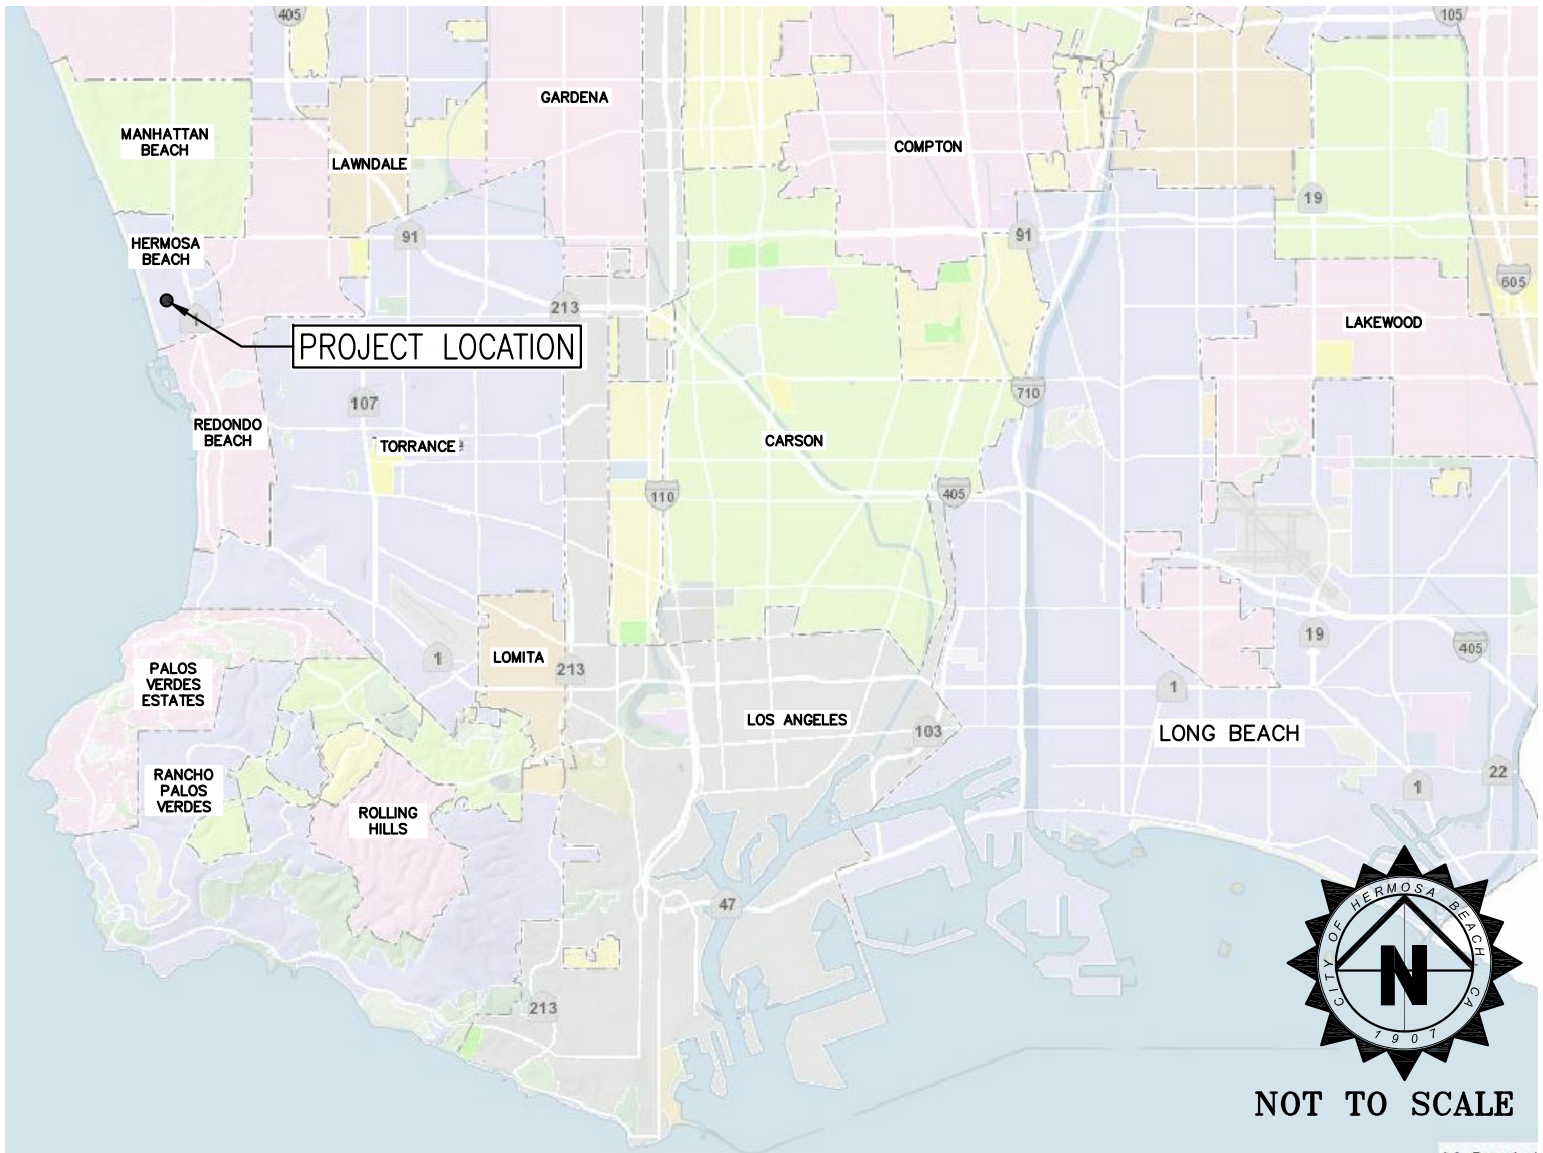 405
105
GARDENA
MANHATTAN
BEACH
COMPTON
LAWNDALE
19
91
91
HERMOSA
BEACH
605
213
1
LAKEWOOD
PROJECT LOCATION
710
107
REDONDO
BEACH
CARSON
TORRANCE
110
405
19
405
LOMITA
1
213
PALOS
VERDES
ESTATES
1
LOS ANGELES
103
LONG BEACH
22
RANCHO
PALOS
VERDES
1
ROLLING
HILLS
47
CITY OF HERMOSA BEACH, CA
N
1907
213
NOT TO SCALE